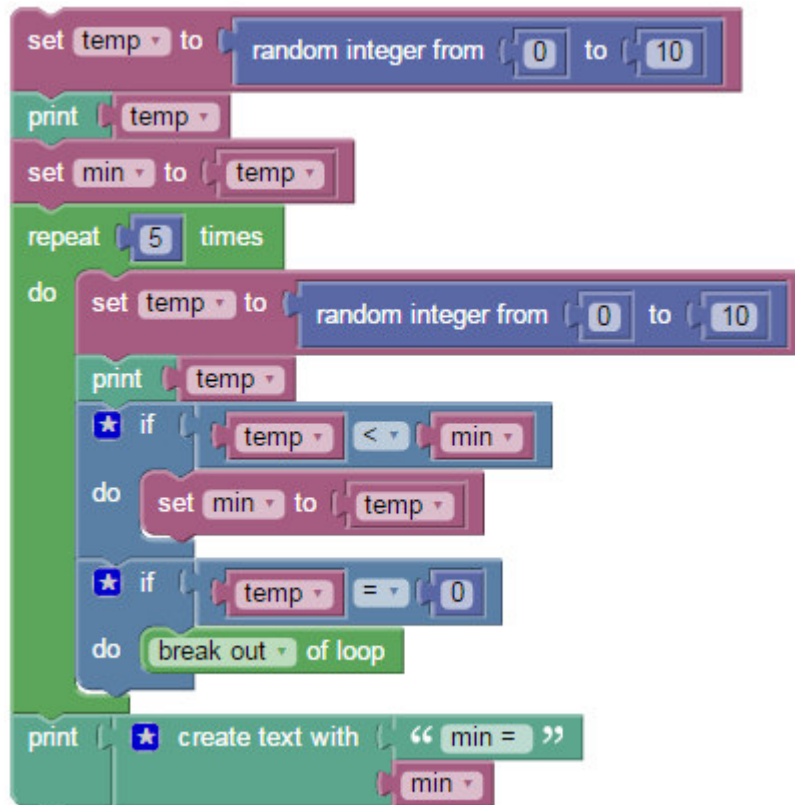 set temp to random integer from 0 to 10
print temp
set min to temp
repeat 5 times
do set temp to random integer from 0 to 10
print temp
if temp < min
do set min to temp
if temp = 0
do break out of loop
print create text with “ min = ”
min